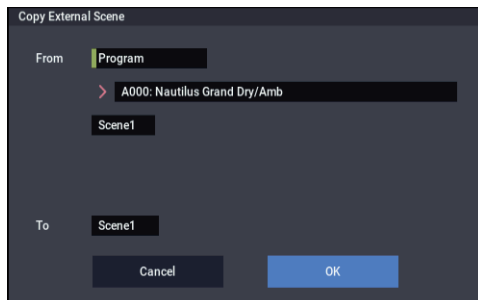 Copy External Scene
From Program
A000: Nautilus Grand Dry/Amb
Scene1
To Scene1
Cancel OK